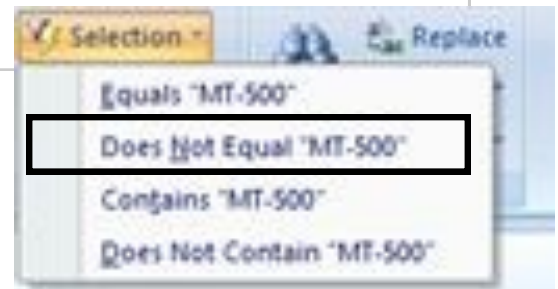 Selection
Replace
Equals "MT-500"
Does Not Equal "MT-500"
Contains "MT-500"
Does Not Contain "MT-500"